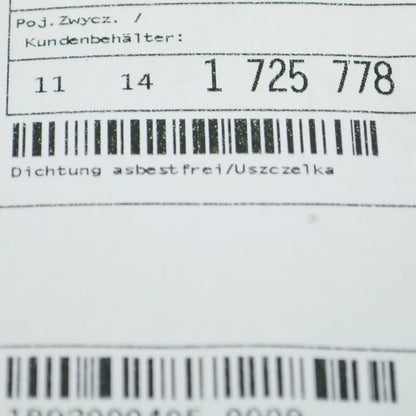 Poj.Zwycz. /
Kundenbehälter:
11 14 1 725 778
Dichtung asbestfrei/Uszczelka